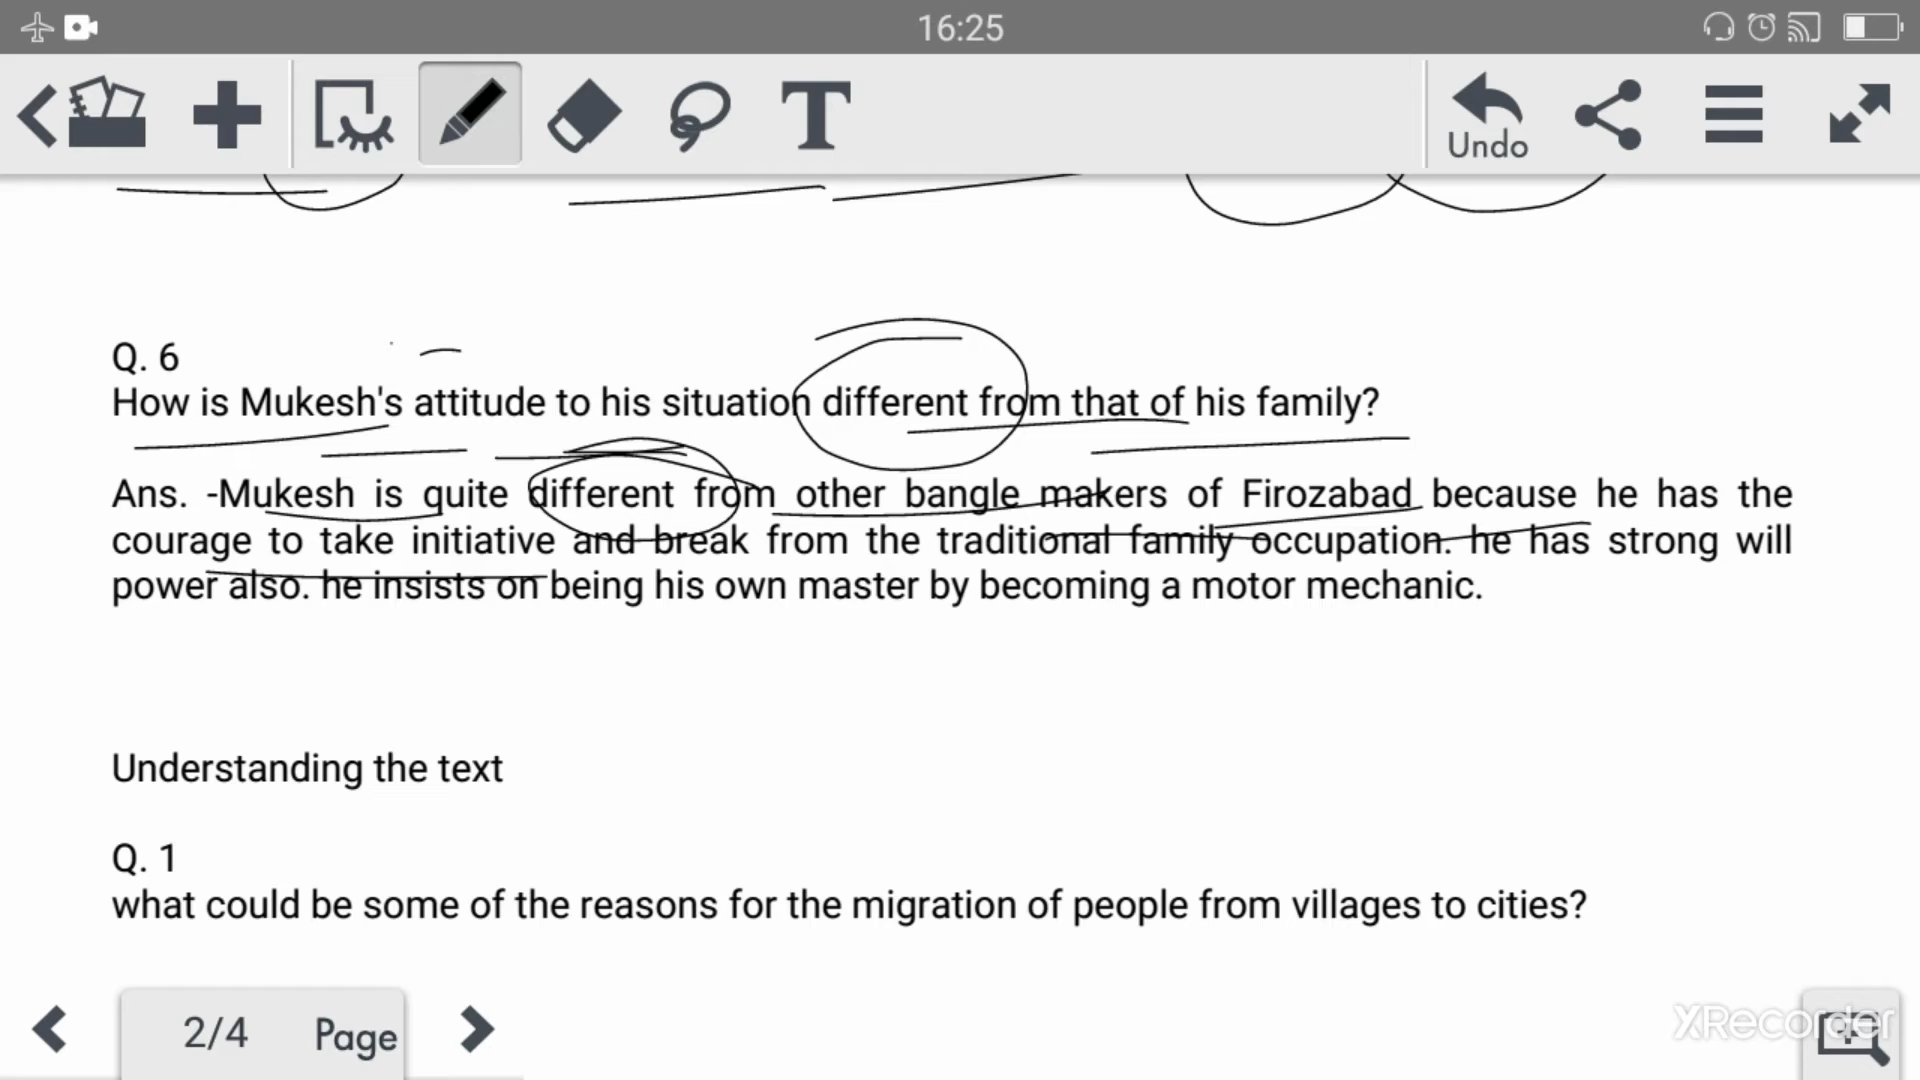 16:25
Undo
Q. 6
How is Mukesh's attitude to his situation different from that of his family?
Ans. -Mukesh is quite different from other bangle makers of Firozabad because he has the
courage to take initiative and break from the traditional family occupation. he has strong will
power also. he insists on being his own master by becoming a motor mechanic.
Understanding the text
Q. 1
what could be some of the reasons for the migration of people from villages to cities?
2/4 Page
XRecorder